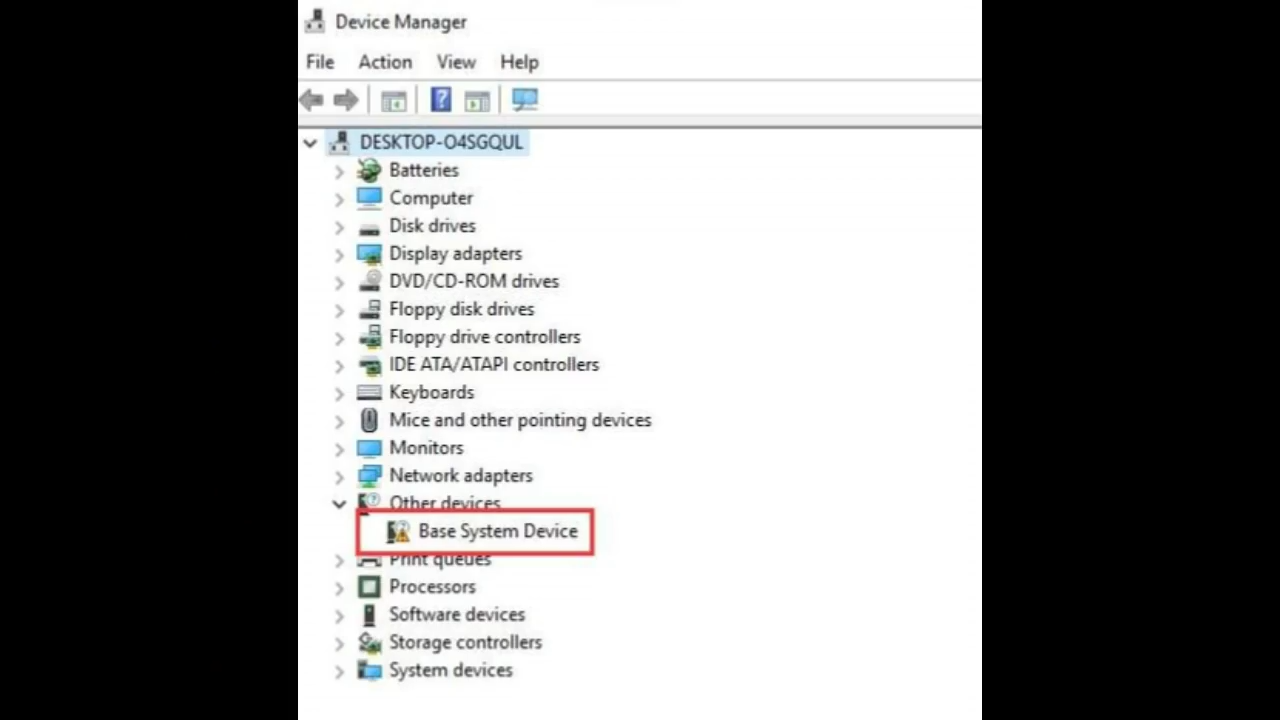 Device Manager
File Action View Help
DESKTOP-O4SGQUL
Batteries
Computer
Disk drives
Display adapters
DVD/CD-ROM drives
Floppy disk drives
Floppy drive controllers
IDE ATA/ATAPI controllers
Keyboards
Mice and other pointing devices
Monitors
Network adapters
Other devices
Base System Device
Print queues
Processors
Software devices
Storage controllers
System devices